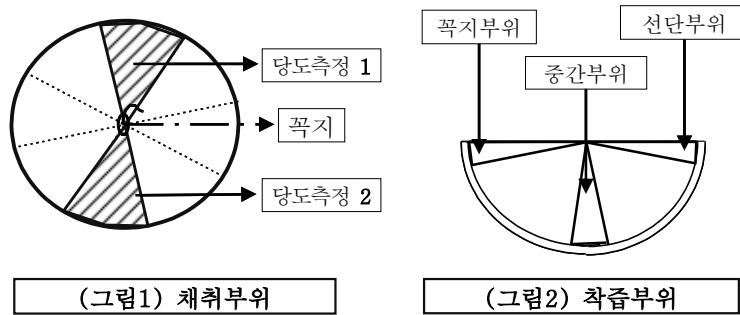 당도측정 1
꼭지
당도측정 2
(그림1) 채취부위
꼭지부위
선단부위
중간부위
(그림2) 착즙부위